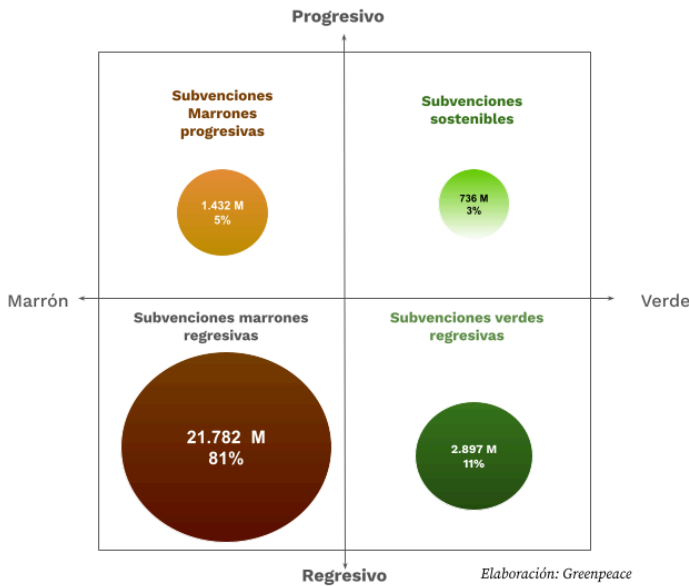 Progresivo
Subvenciones
Marrones
progresivas
Subvenciones
sostenibles
1.432 M
5%
736 M
3%
Marrón
Verde
Subvenciones marrones
regresivas
Subvenciones verdes
regresivas
21.782 M
81%
2.897 M
11%
Regresivo
Elaboración: Greenpeace